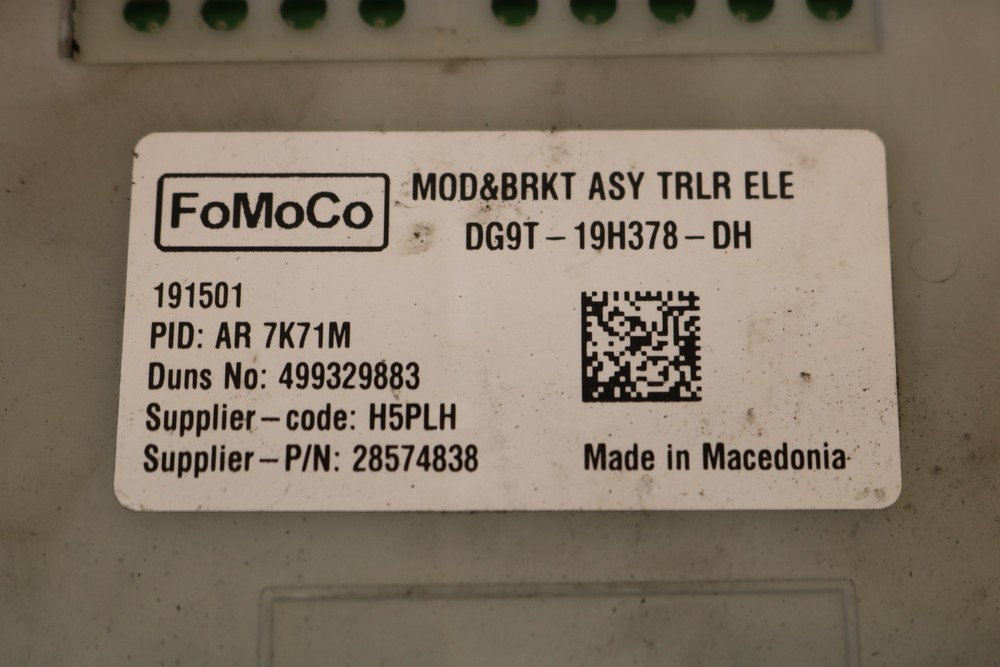 FoMoCo
MOD&BRKT ASY TRLR ELE
DG9T-19H378-DH
191501
PID: AR 7K71M
Duns No: 499329883
Supplier-code: H5PLH
Supplier-P/N: 28574838
Made in Macedonia